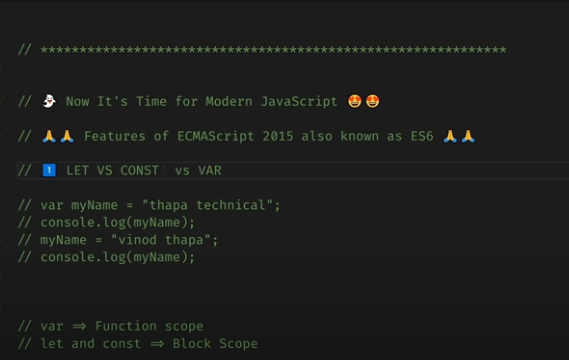 // ************************************************************
// 👻 Now It's Time for Modern JavaScript 🤩🤩
// 🙏🙏 Features of ECMAScript 2015 also known as ES6 🙏🙏
// 1️⃣ LET VS CONST vs VAR
// var myName = "thapa technical";
// console.log(myName);
// myName = "vinod thapa";
// console.log(myName);
// var => Function scope
// let and const => Block Scope